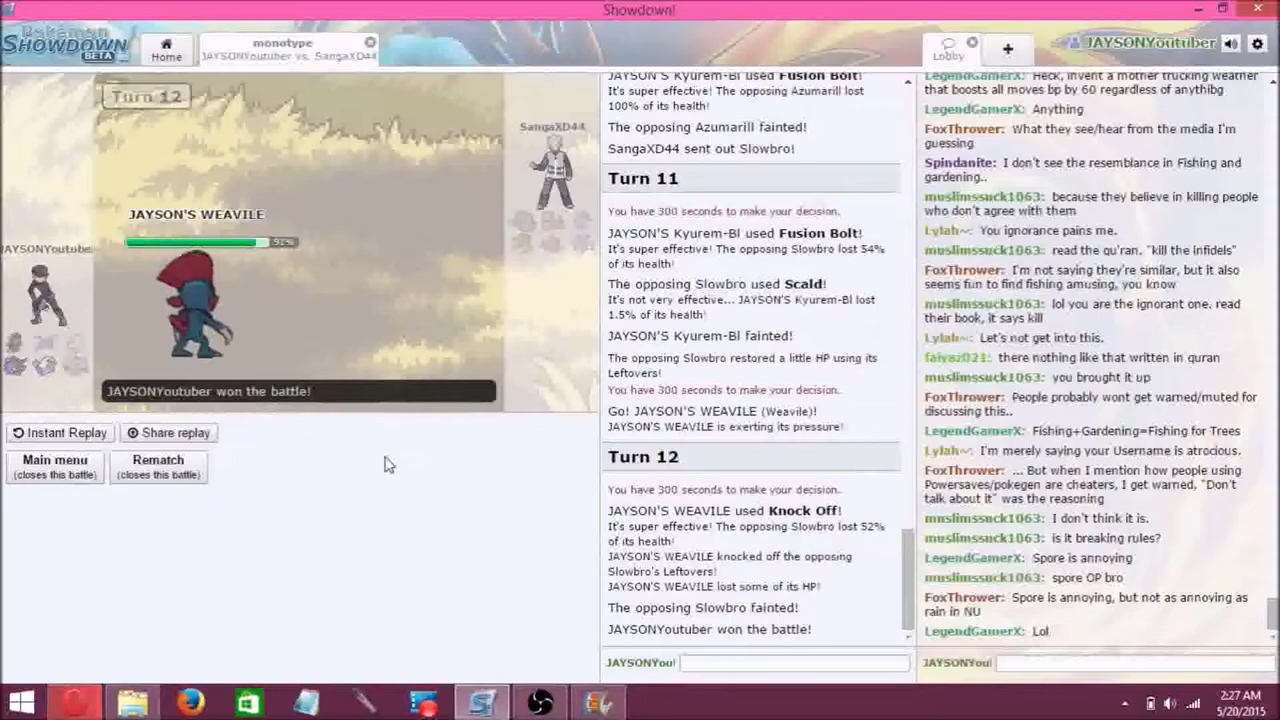 Showdown!
Pokémon
SHOWDOWN
BETA
Home
monotype
JAYSONYoutuber vs. SangaXD44
Lobby
+
JAYSONYoutuber
Turn 12
SangaXD44
JAYSON'S WEAVILE
91%
JAYSONYoutube
JAYSONYoutuber won the battle!
Instant Replay
Share replay
Main menu
(closes this battle)
Rematch
(closes this battle)
JAYSON'S Kyurem-Bl used Fusion Bolt!
It's super effective! The opposing Azumarill lost
100% of its health!
The opposing Azumarill fainted!
SangaXD44 sent out Slowbro!
Turn 11
You have 300 seconds to make your decision.
JAYSON'S Kyurem-Bl used Fusion Bolt!
It's super effective! The opposing Slowbro lost 54%
of its health!
The opposing Slowbro used Scald!
It's not very effective... JAYSON'S Kyurem-Bl lost
1.5% of its health!
JAYSON'S Kyurem-Bl fainted!
The opposing Slowbro restored a little HP using its
Leftovers!
You have 300 seconds to make your decision.
Go! JAYSON'S WEAVILE (Weavile)!
JAYSON'S WEAVILE is exerting its pressure!
Turn 12
You have 300 seconds to make your decision.
JAYSON'S WEAVILE used Knock Off!
It's super effective! The opposing Slowbro lost 52%
of its health!
JAYSON'S WEAVILE knocked off the opposing
Slowbro's Leftovers!
JAYSON'S WEAVILE lost some of its HP!
The opposing Slowbro fainted!
JAYSONYoutuber won the battle!
JAYSONYou!
LegendGamerX: Heck, invent a mother trucking weather
that boosts all moves bp by 60 regardless of anythibg
LegendGamerX: Anything
FoxThrower: What they see/hear from the media I'm
guessing
Spindanite: I don't see the resemblance in Fishing and
gardening..
muslimssuck1063: because they believe in killing people
who don't agree with them
Lylah~: You ignorance pains me.
muslimssuck1063: read the qu'ran. "kill the infidels"
FoxThrower: I'm not saying they're similar, but it also
seems fun to find fishing amusing, you know
muslimssuck1063: lol you are the ignorant one. read
their book, it says kill
Lylah~: Let's not get into this.
faiyaz021: there nothing like that written in quran
muslimssuck1063: you brought it up
FoxThrower: People probably wont get warned/muted for
discussing this..
LegendGamerX: Fishing+Gardening=Fishing for Trees
Lylah~: I'm merely saying your Username is atrocious.
FoxThrower: ... But when I mention how people using
Powersaves/pokegen are cheaters, I get warned, "Don't
talk about it" was the reasoning
muslimssuck1063: I don't think it is.
muslimssuck1063: is it breaking rules?
LegendGamerX: Spore is annoying
muslimssuck1063: spore OP bro
FoxThrower: Spore is annoying, but not as annoying as
rain in NU
LegendGamerX: Lol
JAYSONYou!
2:27 AM
5/20/2015